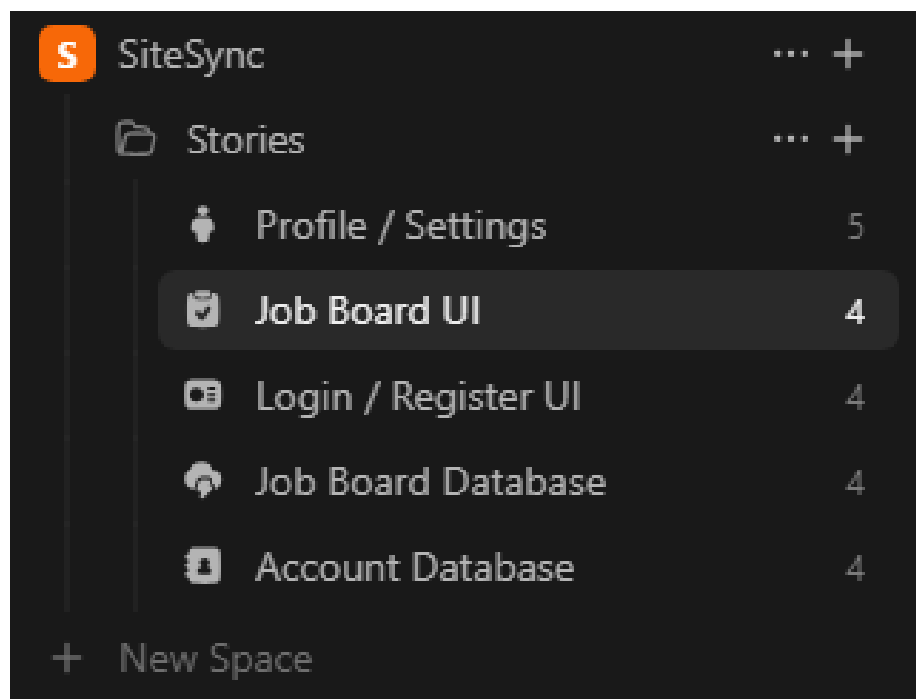 S SiteSync ... +
Stories ... +
Profile / Settings 5
Job Board UI 4
Login / Register UI 4
Job Board Database 4
Account Database 4
+ New Space